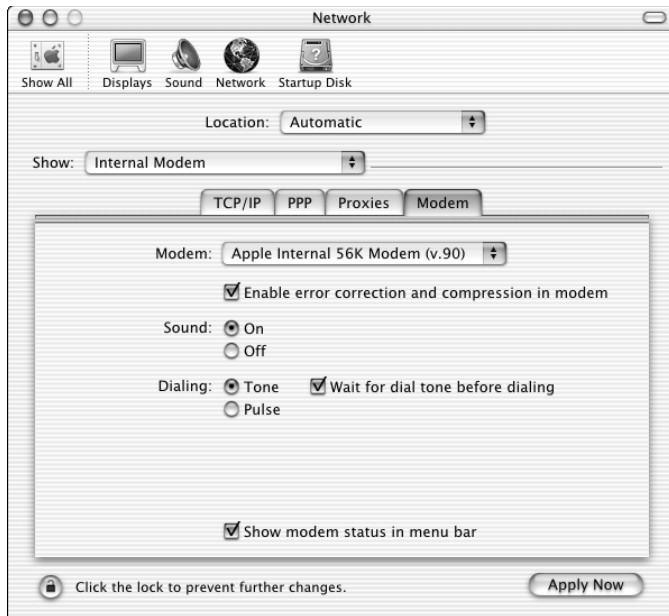 Network
Show All Displays Sound Network Startup Disk
Location: Automatic
Show: Internal Modem
TCP/IP PPP Proxies Modem
Modem: Apple Internal 56K Modem (v.90)
Enable error correction and compression in modem
Sound: On
Off
Dialing: Tone Wait for dial tone before dialing
Pulse
Show modem status in menu bar
Click the lock to prevent further changes. Apply Now